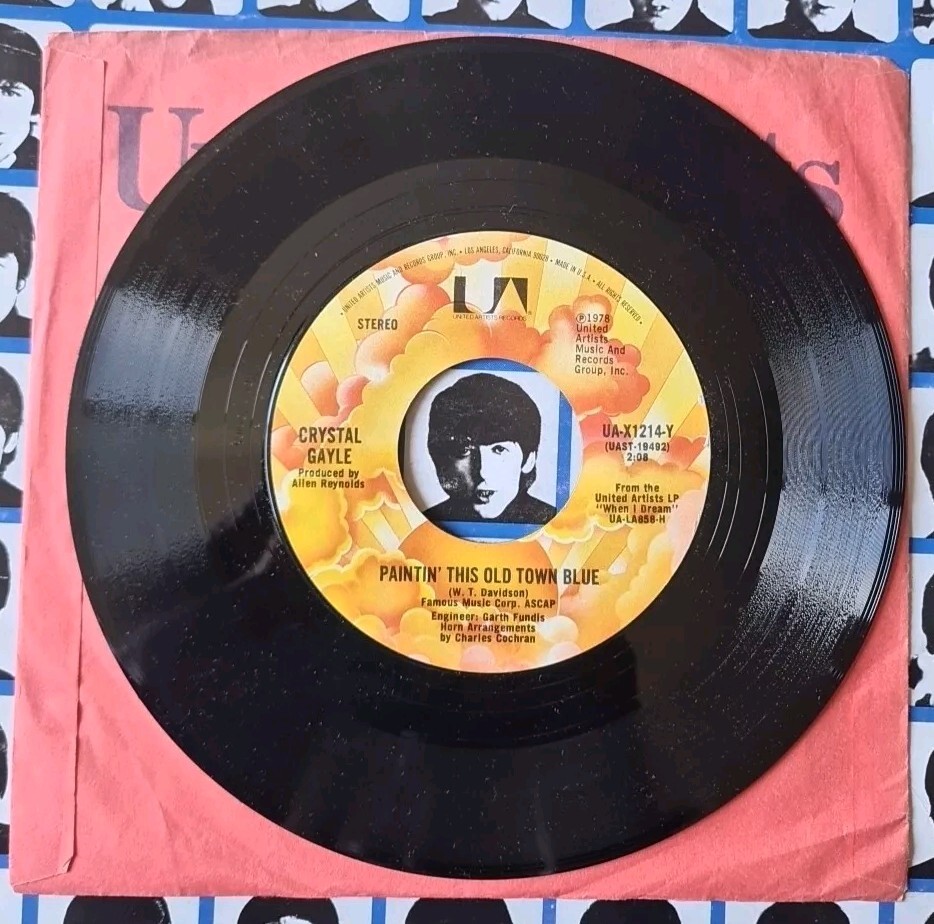 U ts
UNITED ARTISTS MUSIC AND RECORDS GROUP, INC. • LOS ANGELES, CALIFORNIA 90028 • MADE IN U.S.A. • ALL RIGHTS RESERVED •
UA
UNITED ARTISTS RECORDS
STEREO
Ⓟ1978
United
Artists
Music And
Records
Group, Inc.
CRYSTAL
GAYLE
Produced by
Allen Reynolds
UA-X1214-Y
(UAST-19492)
2:08
From the
United Artists LP
"When I Dream"
UA-LA858-H
PAINTIN' THIS OLD TOWN BLUE
(W. T. Davidson)
Famous Music Corp. ASCAP
Engineer: Garth Fundis
Horn Arrangements
by Charles Cochran